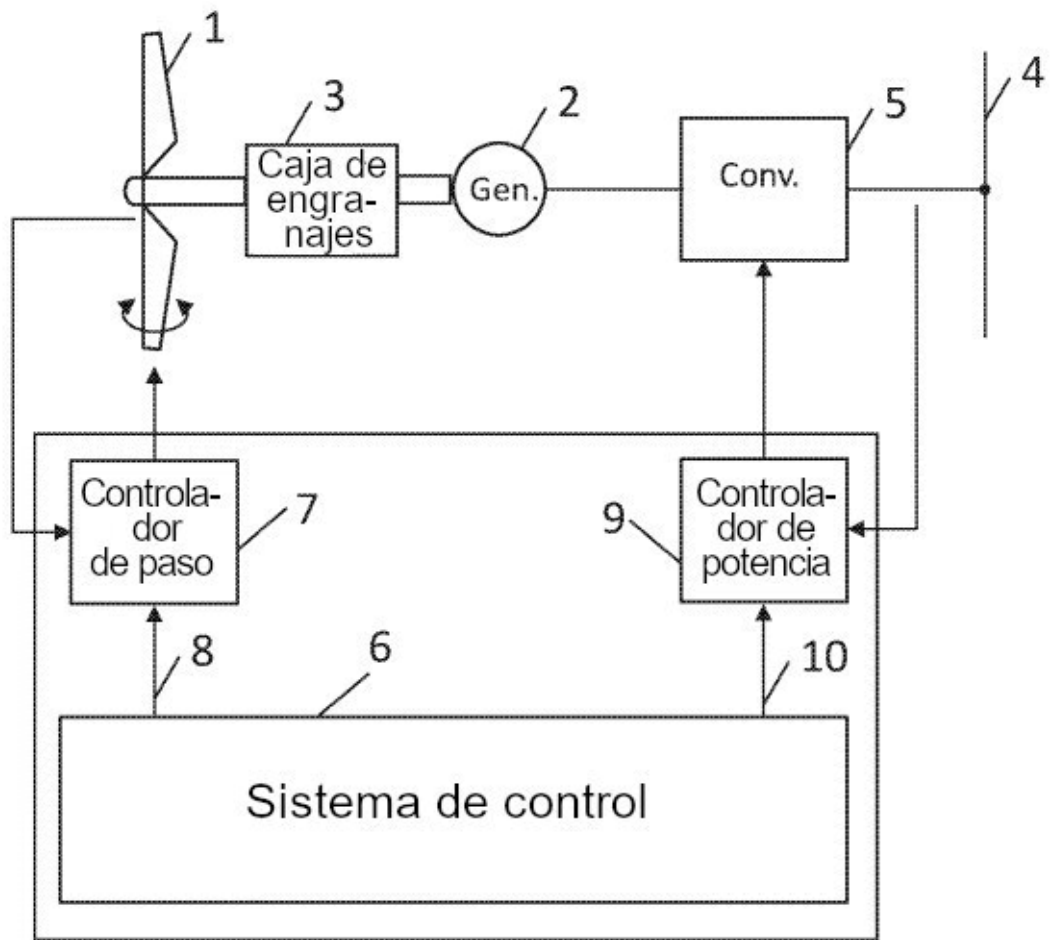 1
3
2
5
4
Caja de
engra-
najes
Gen.
Conv.
Controla-
dor
de paso
7
9
Controla-
dor de
potencia
8
6
10
Sistema de control